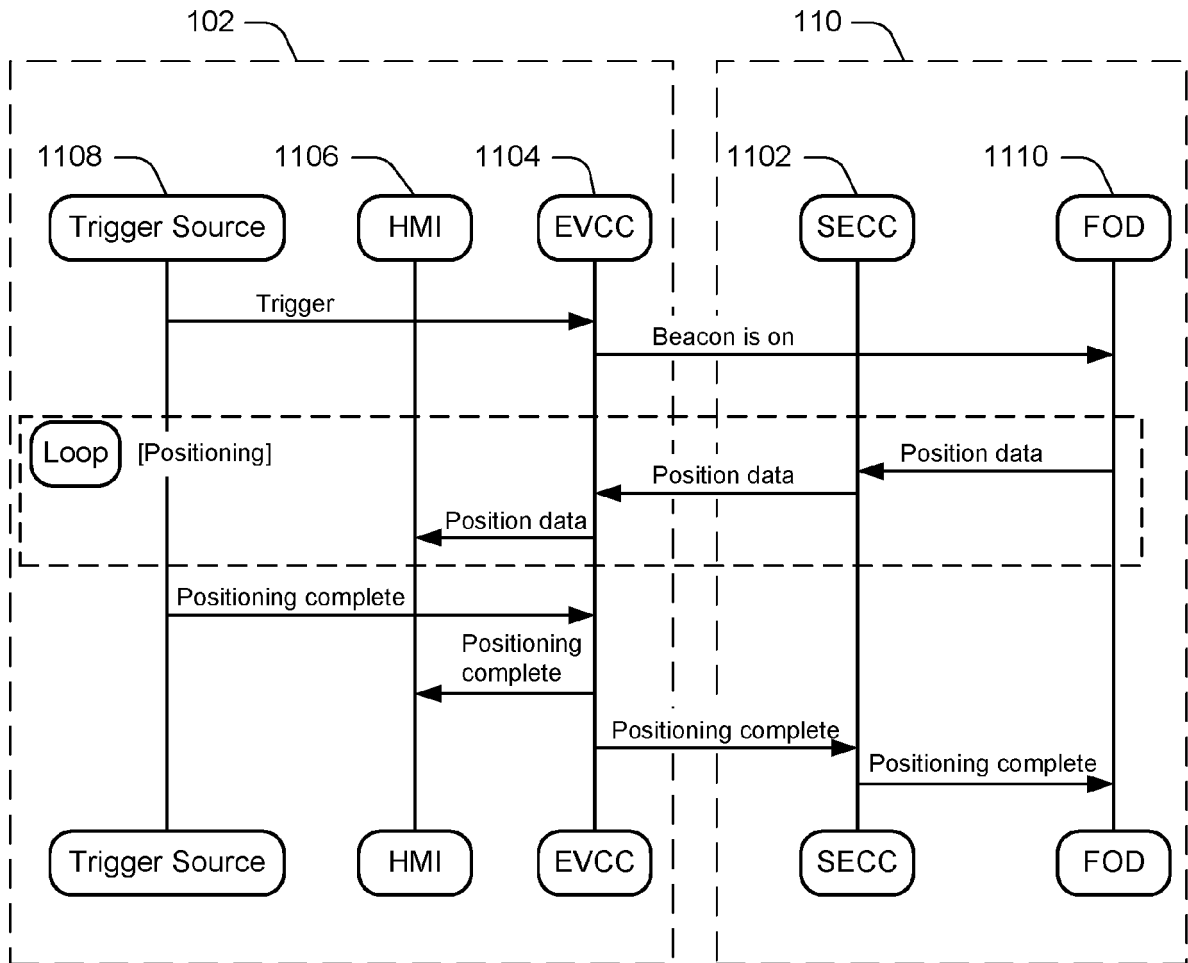 102
110
1108
1106
1104
1102
1110
Trigger Source
HMI
EVCC
SECC
FOD
Trigger
Beacon is on
Loop
[Positioning]
Position data
Position data
Position data
Positioning complete
Positioning
complete
Positioning complete
Positioning complete
Trigger Source
HMI
EVCC
SECC
FOD